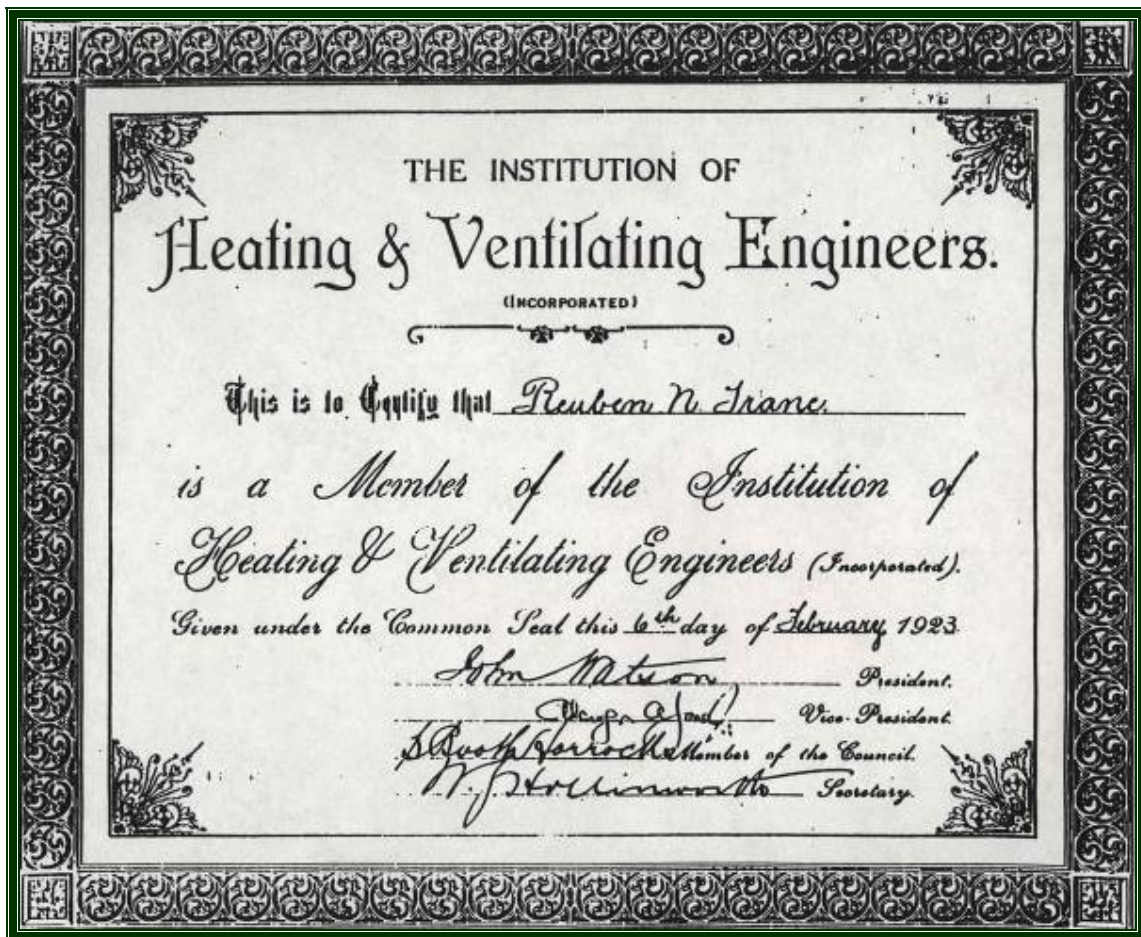 THE INSTITUTION OF
Heating & Ventilating Engineers.
(INCORPORATED)
This is to Certify that Reuben N. Trane.
is a Member of the Institution of
Heating & Ventilating Engineers (Incorporated).
Given under the Common Seal this 6th day of February 1923
John Watson President.
Vice-President.
Member of the Council.
Secretary.